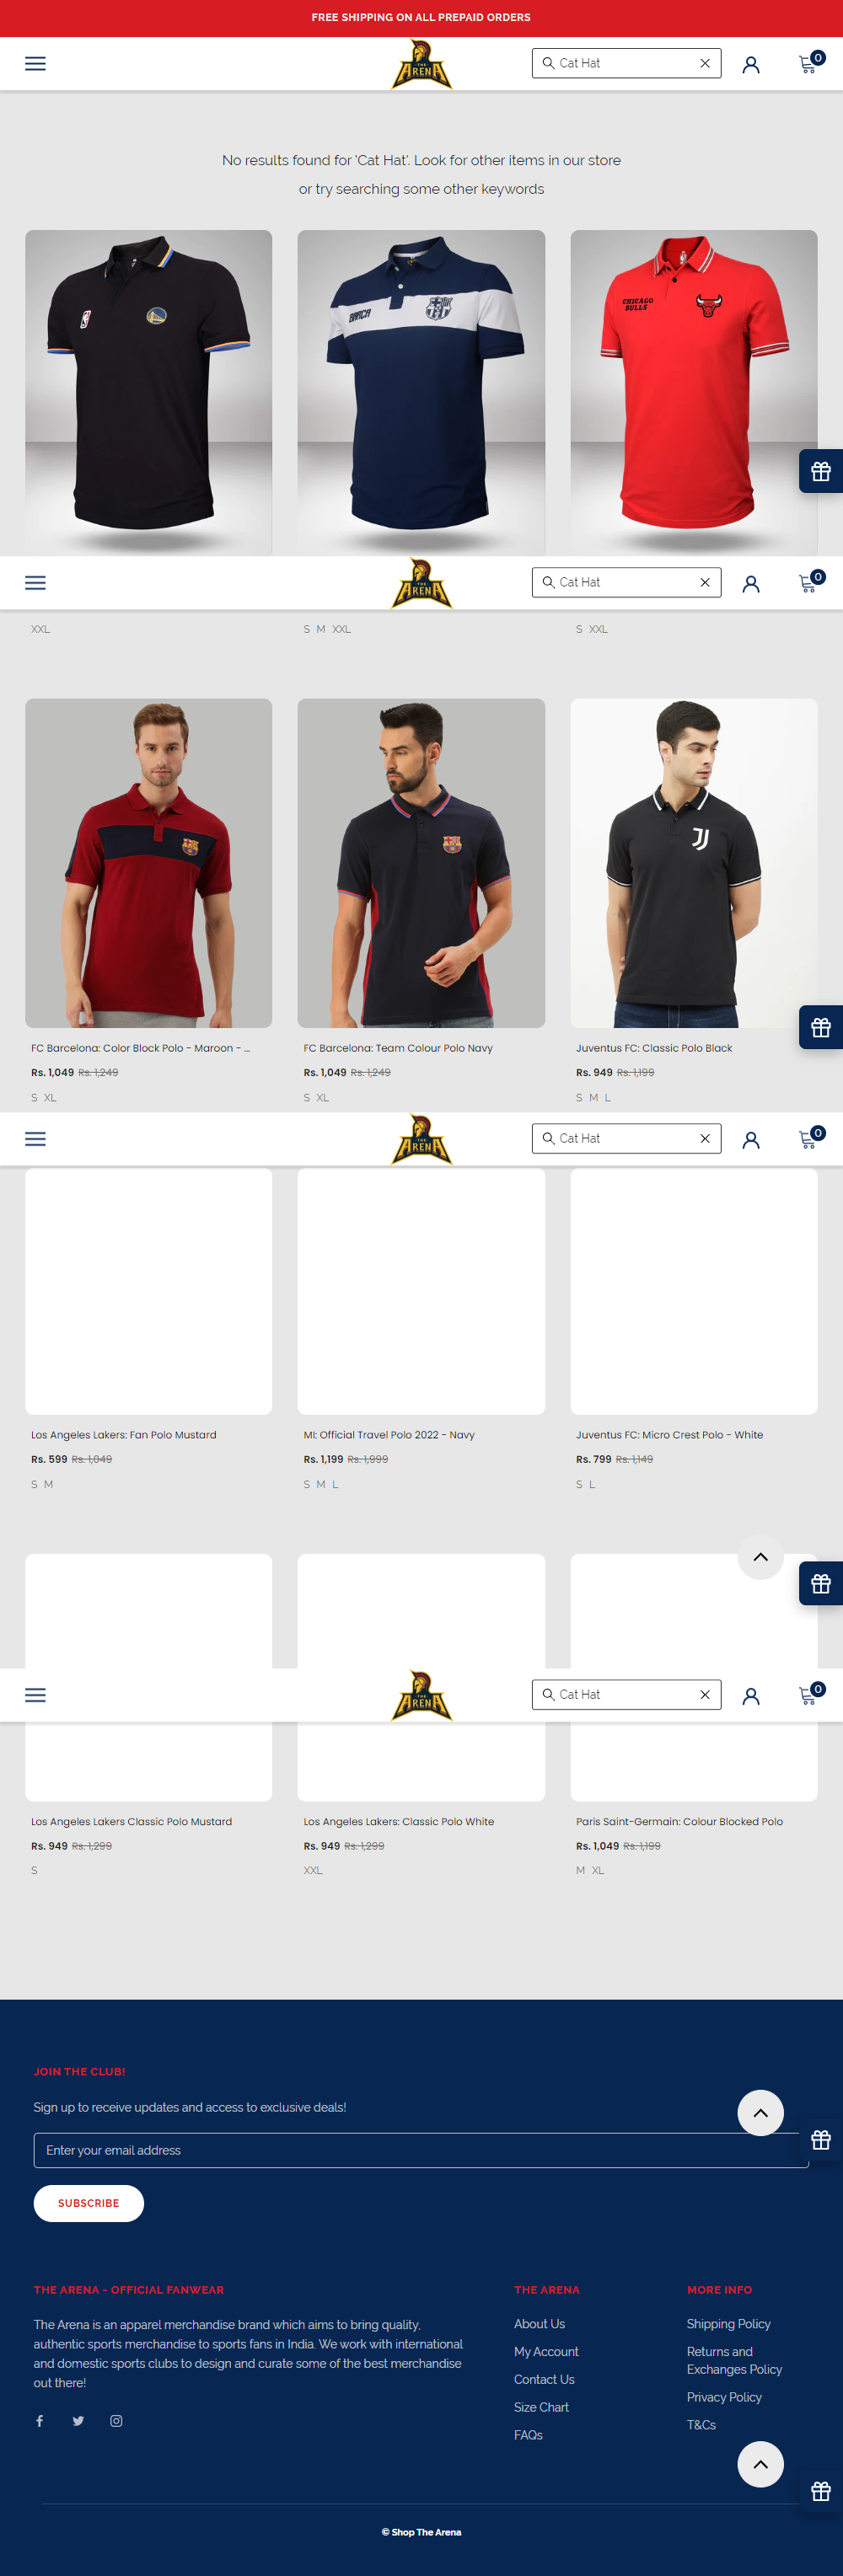 FREE SHIPPING ON ALL PREPAID ORDERS
THE ARENA
Cat Hat
0
No results found for 'Cat Hat'. Look for other items in our store
or try searching some other keywords
BARCA
CHICAGO
BULLS
THE ARENA
Cat Hat
0
XXL
S M XXL
S XXL
FC Barcelona: Color Block Polo - Maroon - ...
FC Barcelona: Team Colour Polo Navy
Juventus FC: Classic Polo Black
Rs. 1,049 Rs. 1,249
Rs. 1,049 Rs. 1,249
Rs. 949 Rs. 1,199
S XL
S XL
S M L
THE ARENA
Cat Hat
0
Los Angeles Lakers: Fan Polo Mustard
MI: Official Travel Polo 2022 - Navy
Juventus FC: Micro Crest Polo - White
Rs. 599 Rs. 1,049
Rs. 1,199 Rs. 1,999
Rs. 799 Rs. 1,149
S M
S M L
S L
THE ARENA
Cat Hat
0
Los Angeles Lakers Classic Polo Mustard
Los Angeles Lakers: Classic Polo White
Paris Saint-Germain: Colour Blocked Polo
Rs. 949 Rs. 1,299
Rs. 949 Rs. 1,299
Rs. 1,049 Rs. 1,199
S
XXL
M XL
JOIN THE CLUB!
Sign up to receive updates and access to exclusive deals!
Enter your email address
SUBSCRIBE
THE ARENA - OFFICIAL FANWEAR
The Arena is an apparel merchandise brand which aims to bring quality,
authentic sports merchandise to sports fans in India. We work with international
and domestic sports clubs to design and curate some of the best merchandise
out there!
THE ARENA
About Us
My Account
Contact Us
Size Chart
FAQs
MORE INFO
Shipping Policy
Returns and
Exchanges Policy
Privacy Policy
T&Cs
© Shop The Arena